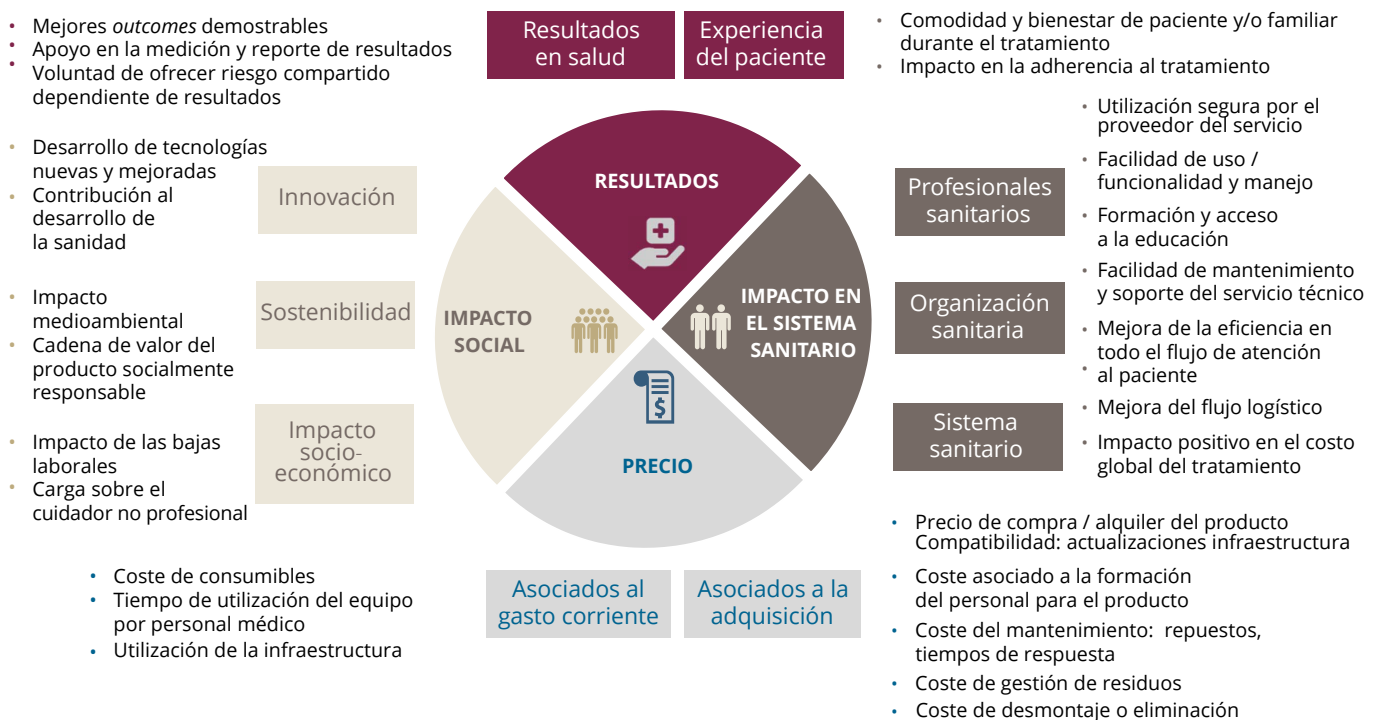 • Mejores outcomes demostrables
• Apoyo en la medición y reporte de resultados
• Voluntad de ofrecer riesgo compartido
dependiente de resultados
Resultados
en salud
Experiencia
del paciente
• Comodidad y bienestar de paciente y/o familiar
durante el tratamiento
• Impacto en la adherencia al tratamiento
• Desarrollo de tecnologías
nuevas y mejoradas
• Contribución al
desarrollo de
la sanidad
Innovación
• Impacto
medioambiental
• Cadena de valor del
producto socialmente
responsable
Sostenibilidad
• Impacto de las bajas
laborales
• Carga sobre el
cuidador no profesional
Impacto
socio-
económico
RESULTADOS
IMPACTO
SOCIAL
IMPACTO EN
EL SISTEMA
SANITARIO
$
PRECIO
Profesionales
sanitarios
• Utilización segura por el
proveedor del servicio
• Facilidad de uso /
funcionalidad y manejo
• Formación y acceso
a la educación
Organización
sanitaria
• Facilidad de mantenimiento
y soporte del servicio técnico
• Mejora de la eficiencia en
todo el flujo de atención
• al paciente
Sistema
sanitario
• Mejora del flujo logístico
• Impacto positivo en el costo
global del tratamiento
• Coste de consumibles
• Tiempo de utilización del equipo
por personal médico
• Utilización de la infraestructura
Asociados al
gasto corriente
Asociados a la
adquisición
• Precio de compra / alquiler del producto
Compatibilidad: actualizaciones infraestructura
• Coste asociado a la formación
del personal para el producto
• Coste del mantenimiento: repuestos,
tiempos de respuesta
• Coste de gestión de residuos
• Coste de desmontaje o eliminación